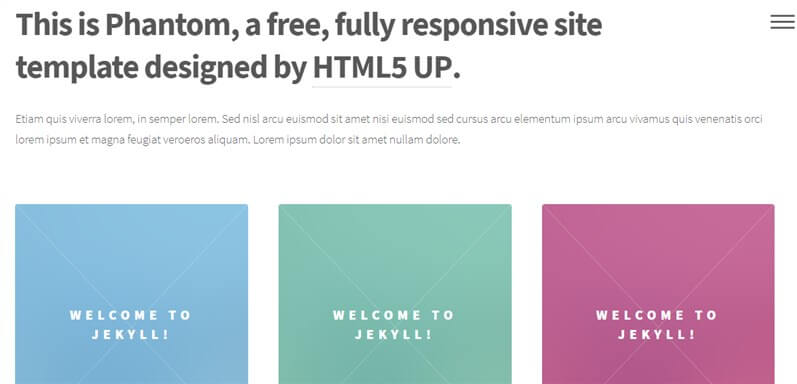 This is Phantom, a free, fully responsive site
template designed by HTML5 UP.
Etiam quis viverra lorem, in semper lorem. Sed nisl arcu euismod sit amet nisi euismod sed cursus arcu elementum ipsum arcu vivamus quis venenatis orci
lorem ipsum et magna feugiat veroeros aliquam. Lorem ipsum dolor sit amet nullam dolore.
WELCOME TO
JEKYLL!
WELCOME TO
JEKYLL!
WELCOME TO
JEKYLL!